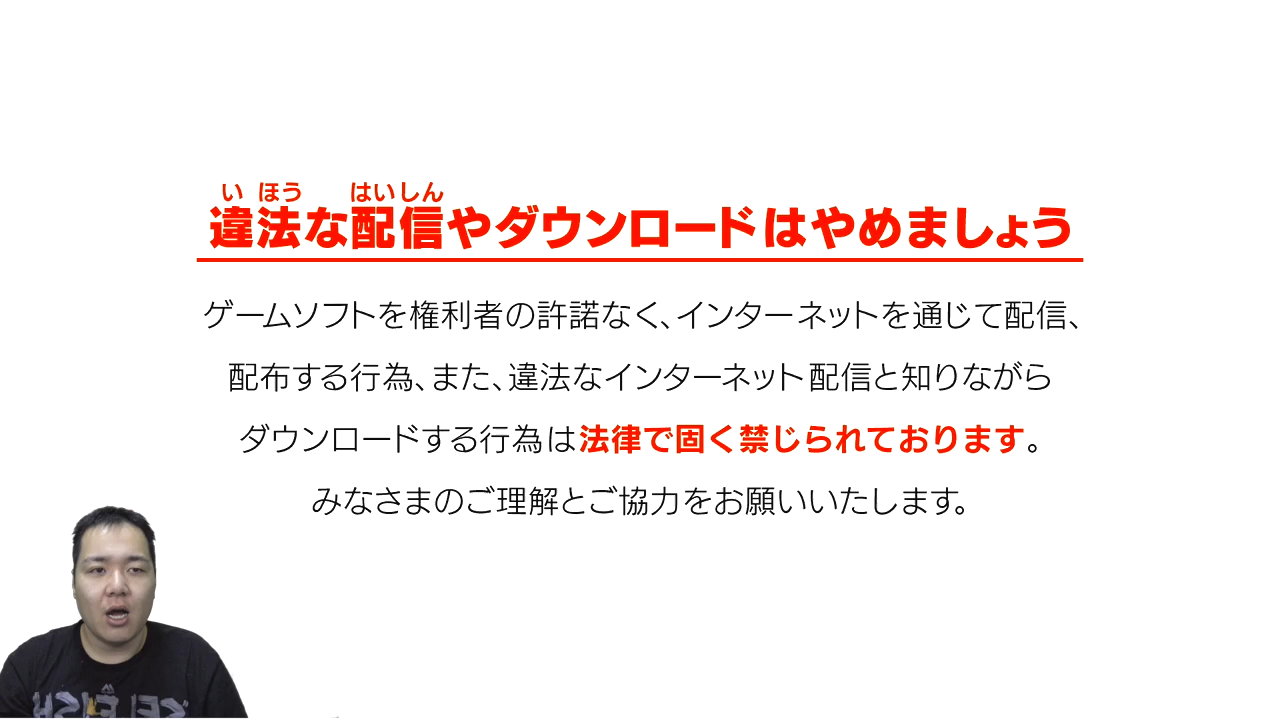 い ほう はい しん
違法な配信やダウンロードはやめましょう
ゲームソフトを権利者の許諾なく、インターネットを通じて配信、
配布する行為、また、違法なインターネット配信と知りながら
ダウンロードする行為は法律で固く禁じられております。
みなさまのご理解とご協力をお願いいたします。